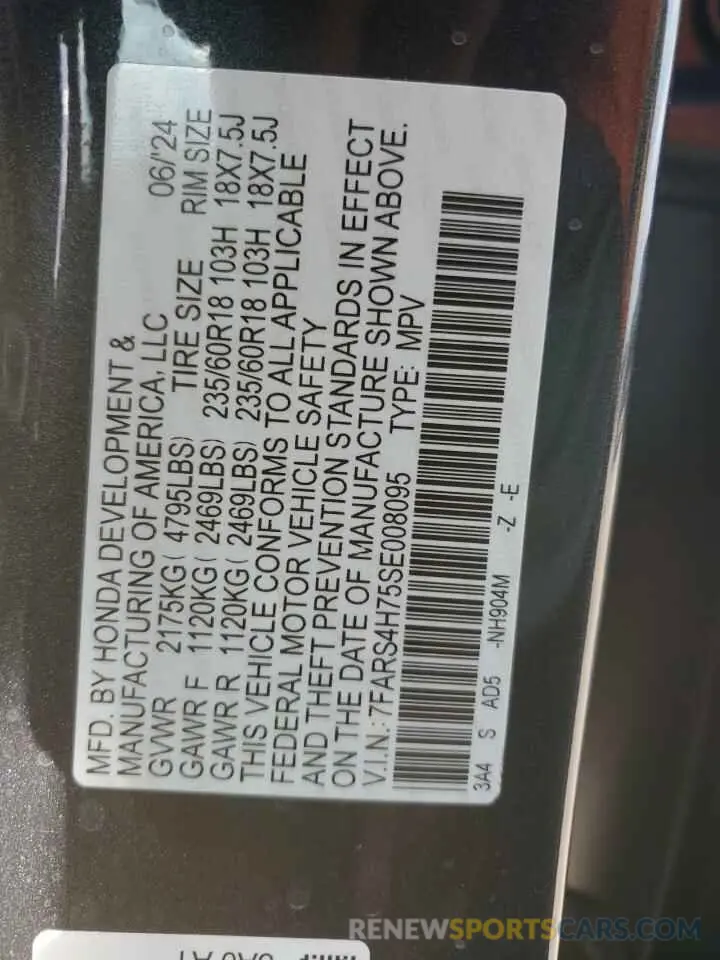 MFD. BY HONDA DEVELOPMENT &
MANUFACTURING OF AMERICA, LLC 06/'24
GVWR 2175KG( 4795LBS) TIRE SIZE RIM SIZE
GAWR F 1120KG( 2469LBS) 235/60R18 103H 18X7.5J
GAWR R 1120KG( 2469LBS) 235/60R18 103H 18X7.5J
THIS VEHICLE CONFORMS TO ALL APPLICABLE
FEDERAL MOTOR VEHICLE SAFETY
AND THEFT PREVENTION STANDARDS IN EFFECT
ON THE DATE OF MANUFACTURE SHOWN ABOVE.
V.I.N.: 7FARS4H75SE008095 TYPE: MPV
3A4 S AD5 -NH904M -Z -E
RENEWSPORTSCARS.COM